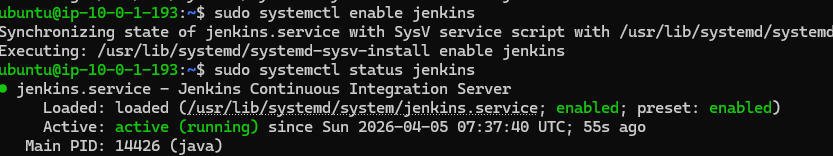 ubuntu@ip-10-0-1-193:~$ sudo systemctl enable jenkins
Synchronizing state of jenkins.service with SysV service script with /usr/lib/systemd/systemd
Executing: /usr/lib/systemd/systemd-sysv-install enable jenkins
ubuntu@ip-10-0-1-193:~$ sudo systemctl status jenkins
● jenkins.service - Jenkins Continuous Integration Server
Loaded: loaded (/usr/lib/systemd/system/jenkins.service; enabled; preset: enabled)
Active: active (running) since Sun 2026-04-05 07:37:40 UTC; 55s ago
Main PID: 14426 (java)